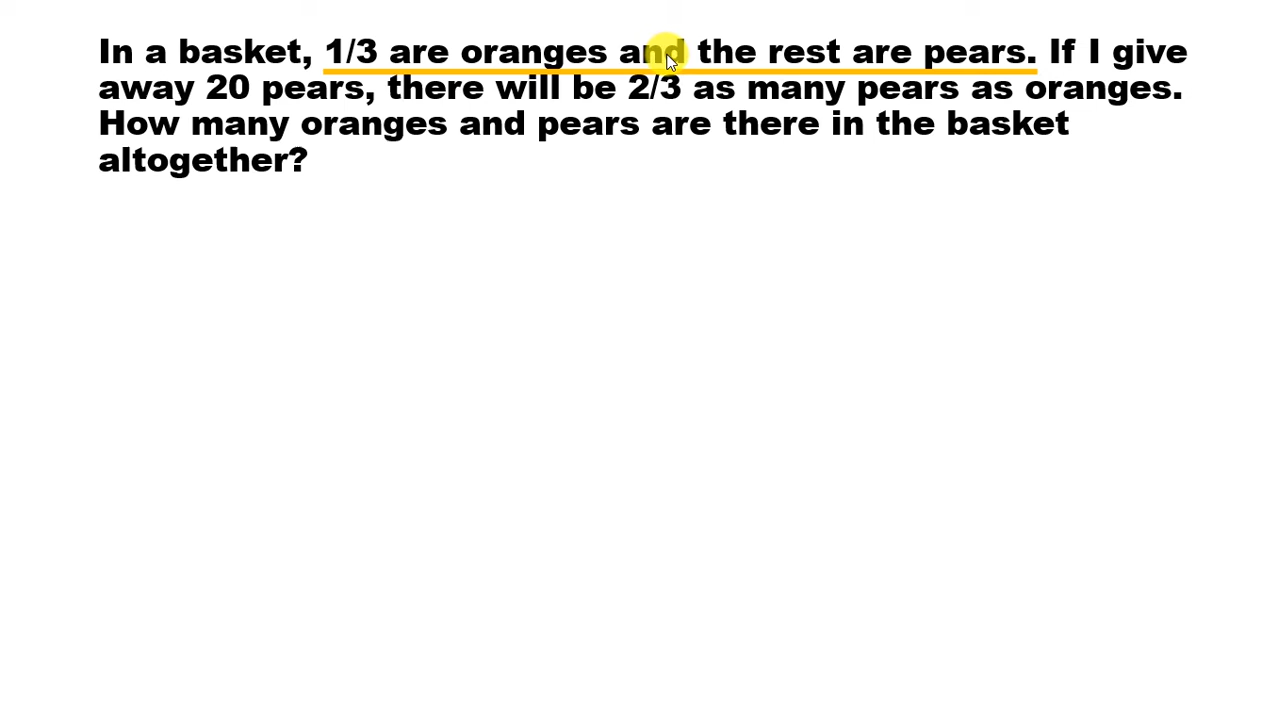 In a basket, 1/3 are oranges and the rest are pears. If I give
away 20 pears, there will be 2/3 as many pears as oranges.
How many oranges and pears are there in the basket
altogether?